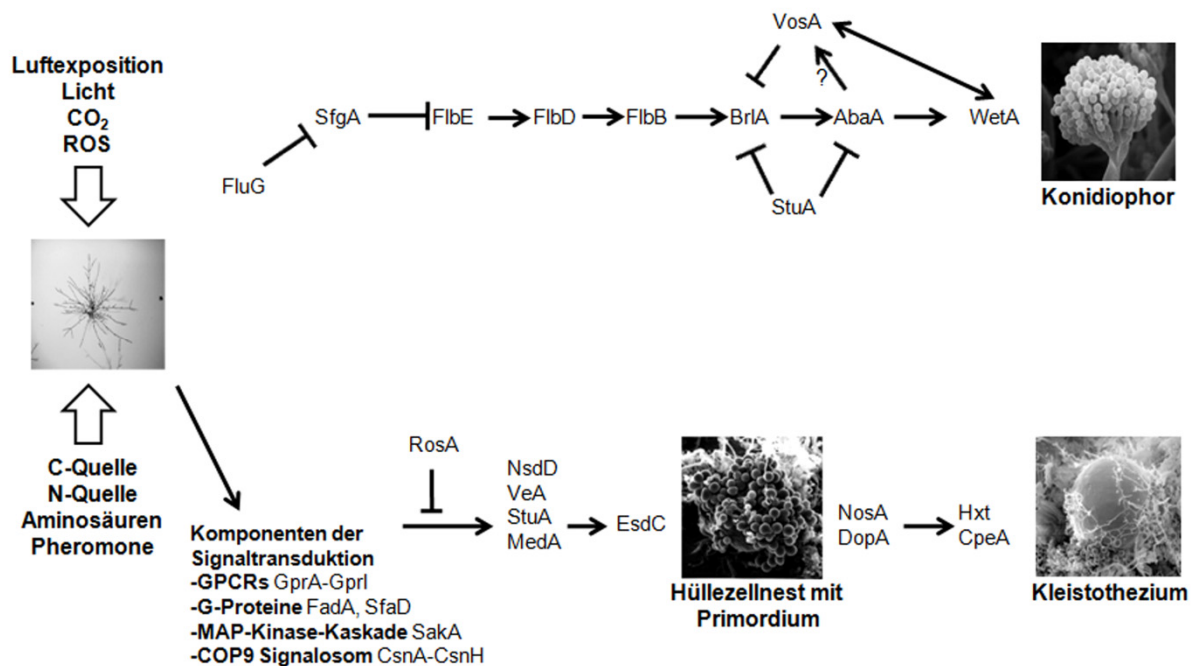 Luftexposition
Licht
CO₂
ROS
FluG
SfgA
FlbE
FlbD
FlbB
BrlA
AbaA
WetA
VosA
?
StuA
Konidiophor
C-Quelle
N-Quelle
Aminosäuren
Pheromone
Komponenten der
Signaltransduktion
-GPCRs GprA-GprI
-G-Proteine FadA, SfaD
-MAP-Kinase-Kaskade SakA
-COP9 Signalosom CsnA-CsnH
RosA
NsdD
VeA
StuA
MedA
EsdC
Hüllezellnest mit
Primordium
NosA
DopA
Hxt
CpeA
Kleistothezium